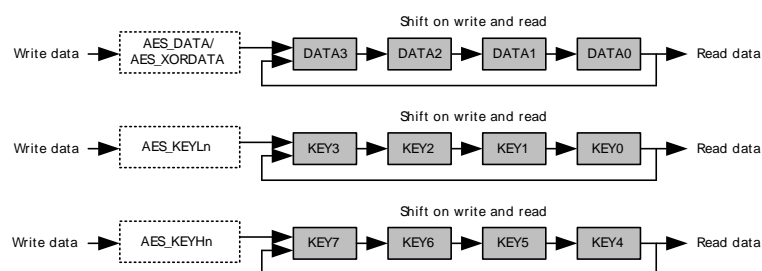 Shift on write and read
Write data AES_DATA/ AES_XORDATA DATA3 DATA2 DATA1 DATA0 Read data
Shift on write and read
Write data AES_KEYLn KEY3 KEY2 KEY1 KEY0 Read data
Shift on write and read
Write data AES_KEYHn KEY7 KEY6 KEY5 KEY4 Read data